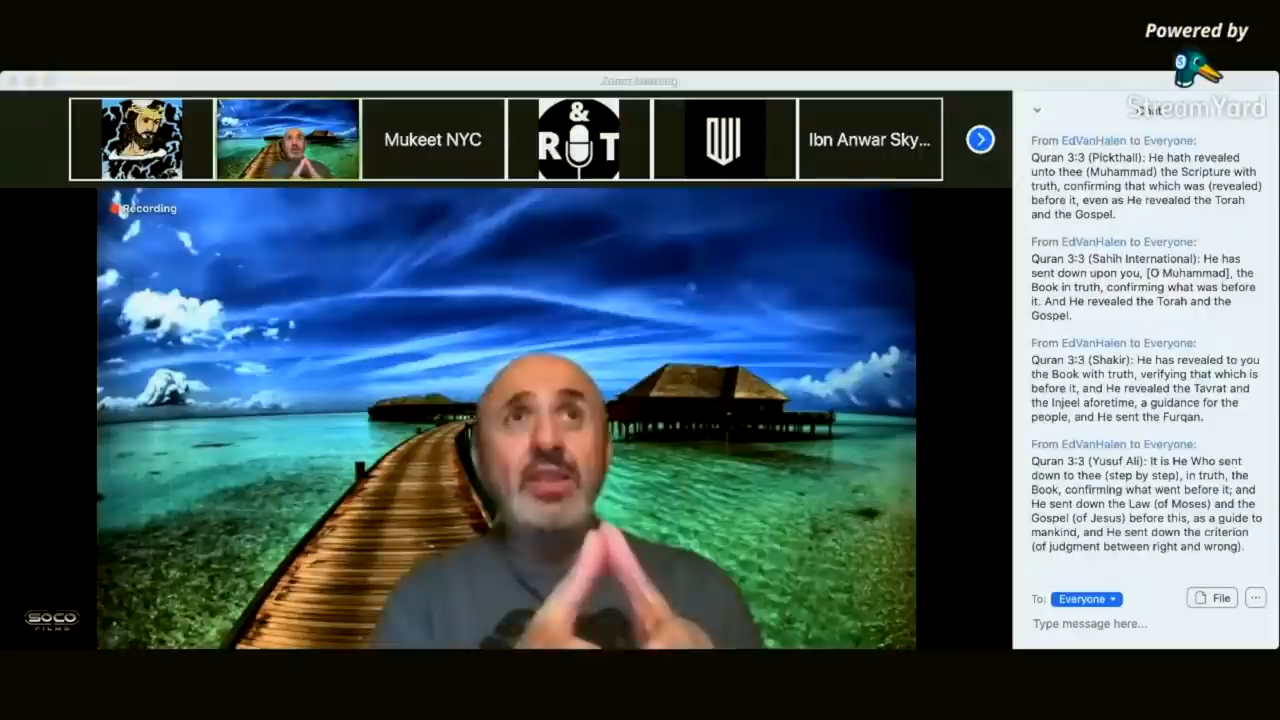 Powered by
S
StreamYard
Zoom Meeting
Mukeet NYC
&
R T
Ibn Anwar Sky...
Recording
Chat
From EdVanHalen to Everyone:
Quran 3:3 (Pickthall): He hath revealed
unto thee (Muhammad) the Scripture with
truth, confirming that which was (revealed)
before it, even as He revealed the Torah
and the Gospel.
From EdVanHalen to Everyone:
Quran 3:3 (Sahih International): He has
sent down upon you, [O Muhammad], the
Book in truth, confirming what was before
it. And He revealed the Torah and the
Gospel.
From EdVanHalen to Everyone:
Quran 3:3 (Shakir): He has revealed to you
the Book with truth, verifying that which is
before it, and He revealed the Tavrat and
the Injeel aforetime, a guidance for the
people, and He sent the Furqan.
From EdVanHalen to Everyone:
Quran 3:3 (Yusuf Ali): It is He Who sent
down to thee (step by step), in truth, the
Book, confirming what went before it; and
He sent down the Law (of Moses) and the
Gospel (of Jesus) before this, as a guide to
mankind, and He sent down the criterion
(of judgment between right and wrong).
To: Everyone
File
Type message here...
SOCO
FILMS